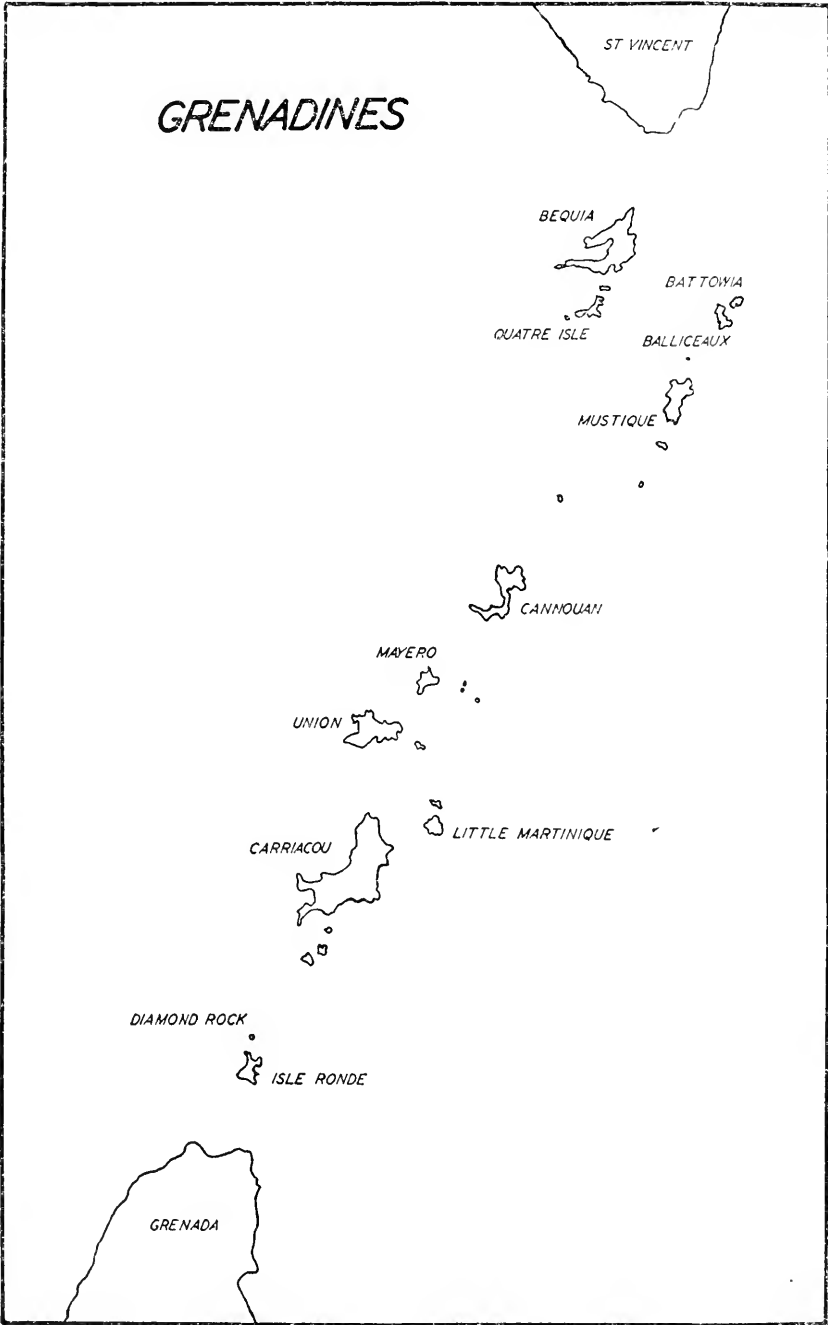 ST VINCENT
GRENADINES
BEQUIA
BATTOWIA
QUATRE ISLE
BALLICEAUX
MUSTIQUE
CANNOUAN
MAYERO
UNION
LITTLE MARTINIQUE
CARRIACOU
DIAMOND ROCK
ISLE RONDE
GRENADA